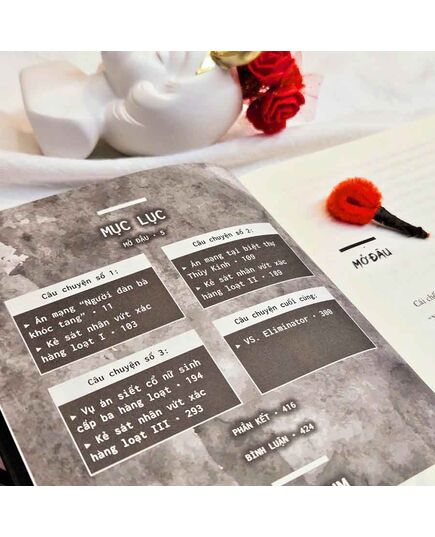 MỤC LỤC
MỞ ĐẦU • 5
Câu chuyện số 1:
▸ Án mạng "Người đàn bà
khóc tang" • 11
▸ Kẻ sát nhân vứt xác
hàng loạt I • 103
Câu chuyện số 2:
▸ Án mạng tại biệt thự
Thủy Kính • 109
▸ Kẻ sát nhân vứt xác
hàng loạt II • 189
Câu chuyện số 3:
▸ Vụ án siết cổ nữ sinh
cấp ba hàng loạt • 194
▸ Kẻ sát nhân vứt xác
hàng loạt III • 293
Câu chuyện cuối cùng:
▸ VS. Eliminator • 300
PHẦN KẾT • 416
BÌNH LUẬN • 424
MỞ ĐẦU
Cái chế